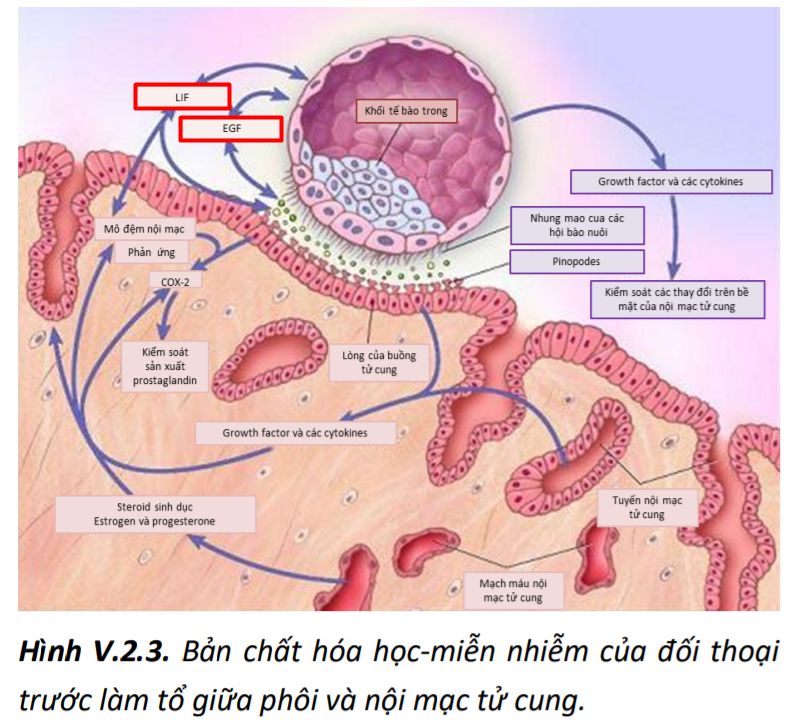 LIF
EGF
Khối tế bào trong
Growth factor và các cytokines
Nhung mao cua các
hội bào nuôi
Pinopodes
Kiểm soát các thay đổi trên bề
mặt của nội mạc tử cung
Mô đệm nội mạc
Phản ứng
COX-2
Kiểm soát
sản xuất
prostaglandin
Lòng của buồng
tử cung
Growth factor và các cytokines
Steroid sinh dục
Estrogen và progesterone
Tuyến nội mạc
tử cung
Mạch máu nội
mạc tử cung
Hình V.2.3. Bản chất hóa học-miễn nhiễm của đối thoại
trước làm tổ giữa phôi và nội mạc tử cung.